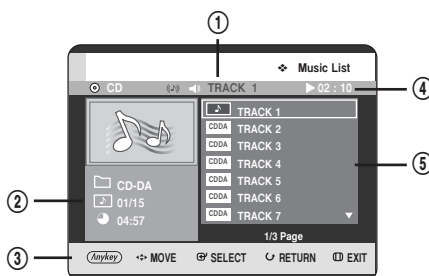 ①
❖ Music List
CD TRACK 1 02 : 10
④
TRACK 1
CDDA TRACK 2
CDDA TRACK 3
CDDA TRACK 4
CDDA TRACK 5
CDDA TRACK 6
CDDA TRACK 7
⑤
CD-DA
01/15
04:57
②
1/3 Page
③
Anykey MOVE SELECT RETURN EXIT